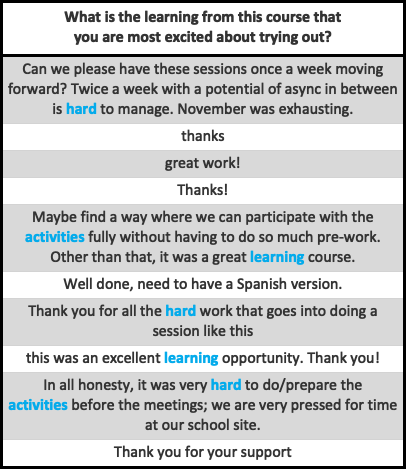 What is the learning from this course that
you are most excited about trying out?
Can we please have these sessions once a week moving
forward? Twice a week with a potential of async in between
is hard to manage. November was exhausting.
thanks
great work!
Thanks!
Maybe find a way where we can participate with the
activities fully without having to do so much pre-work.
Other than that, it was a great learning course.
Well done, need to have a Spanish version.
Thank you for all the hard work that goes into doing a
session like this
this was an excellent learning opportunity. Thank you!
In all honesty, it was very hard to do/prepare the
activities before the meetings; we are very pressed for time
at our school site.
Thank you for your support